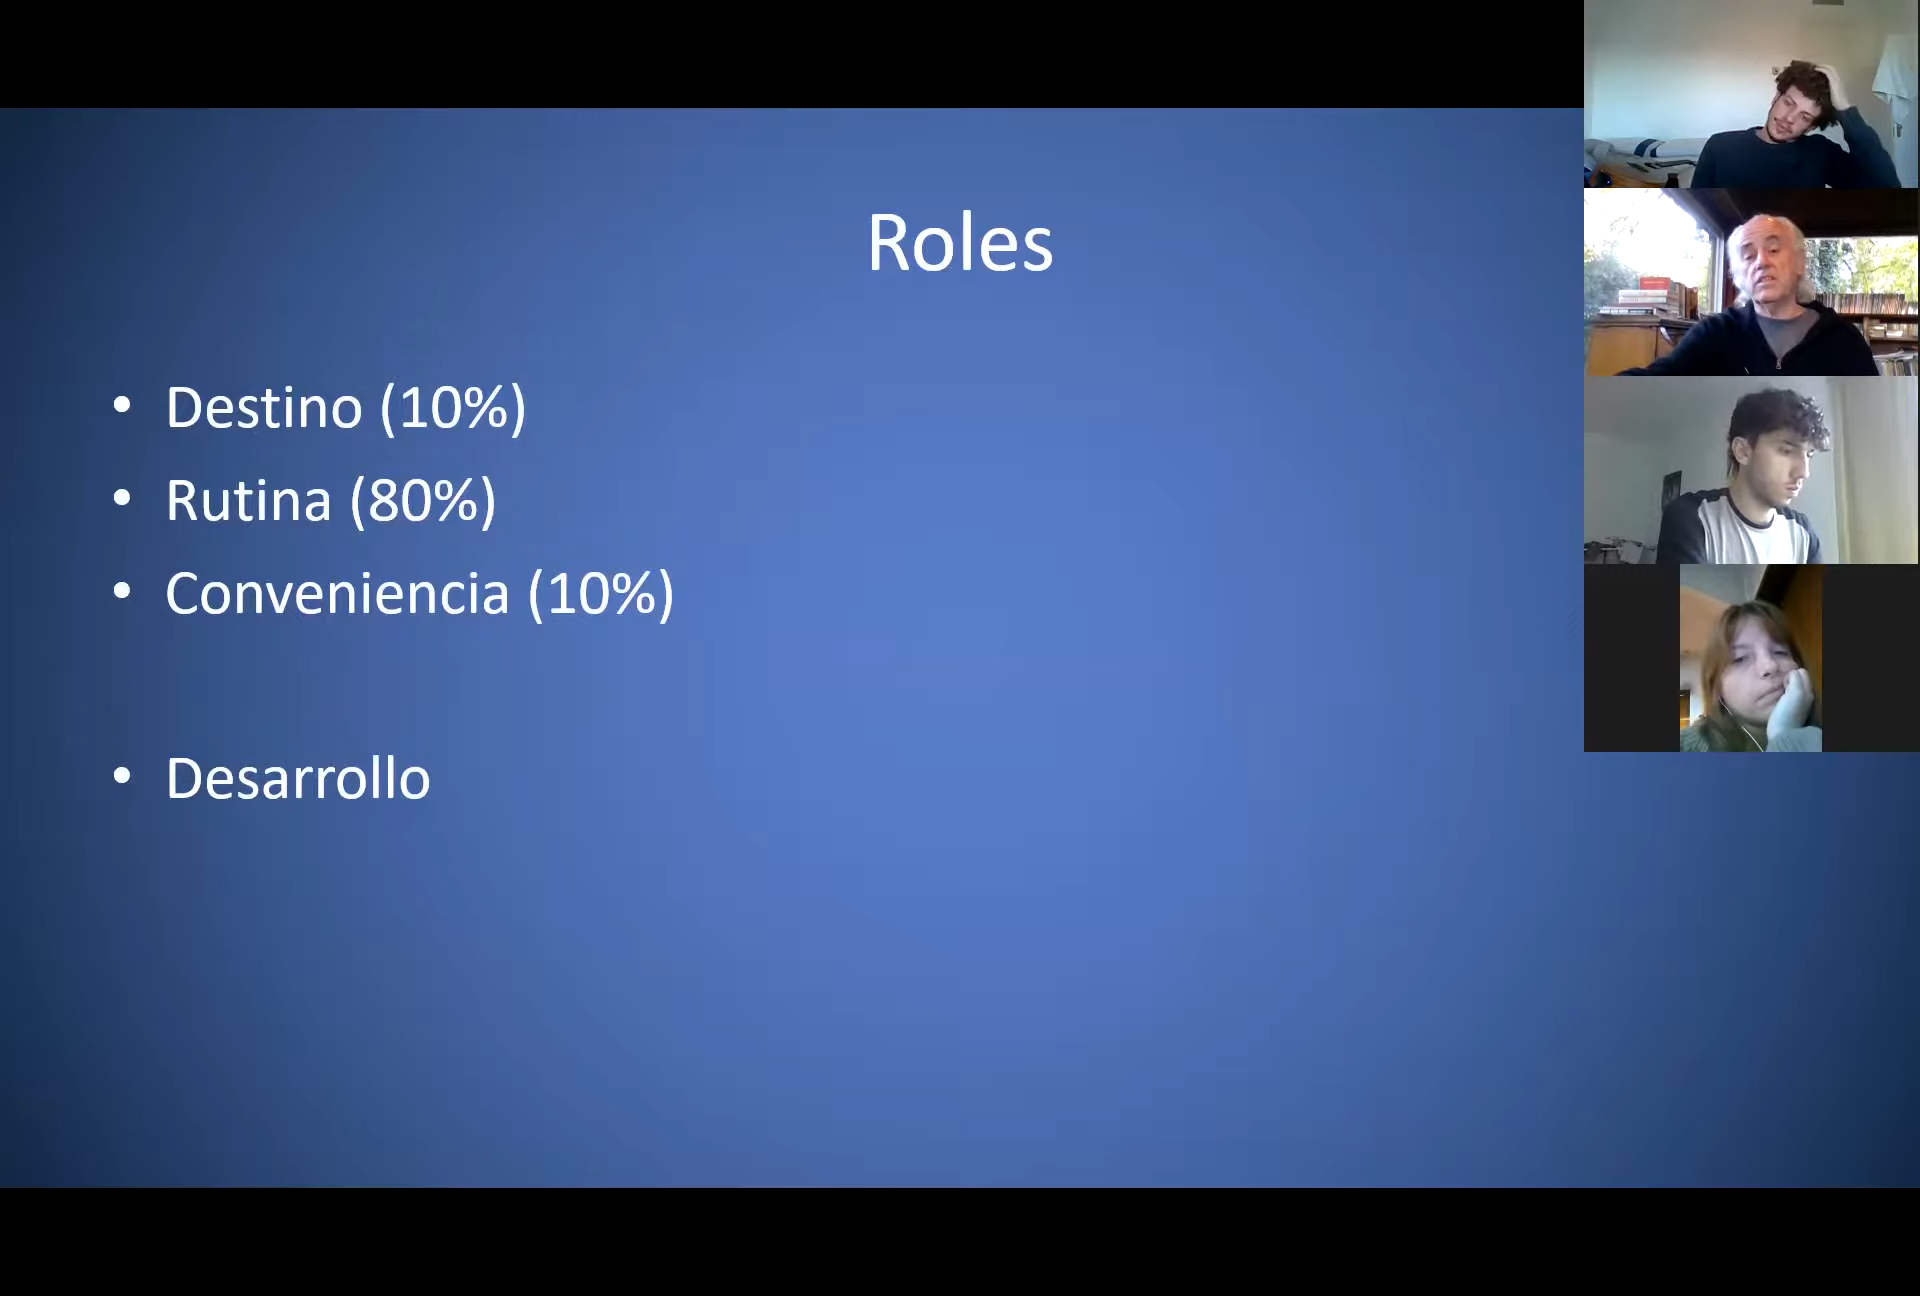 Roles
• Destino (10%)
• Rutina (80%)
• Conveniencia (10%)
• Desarrollo